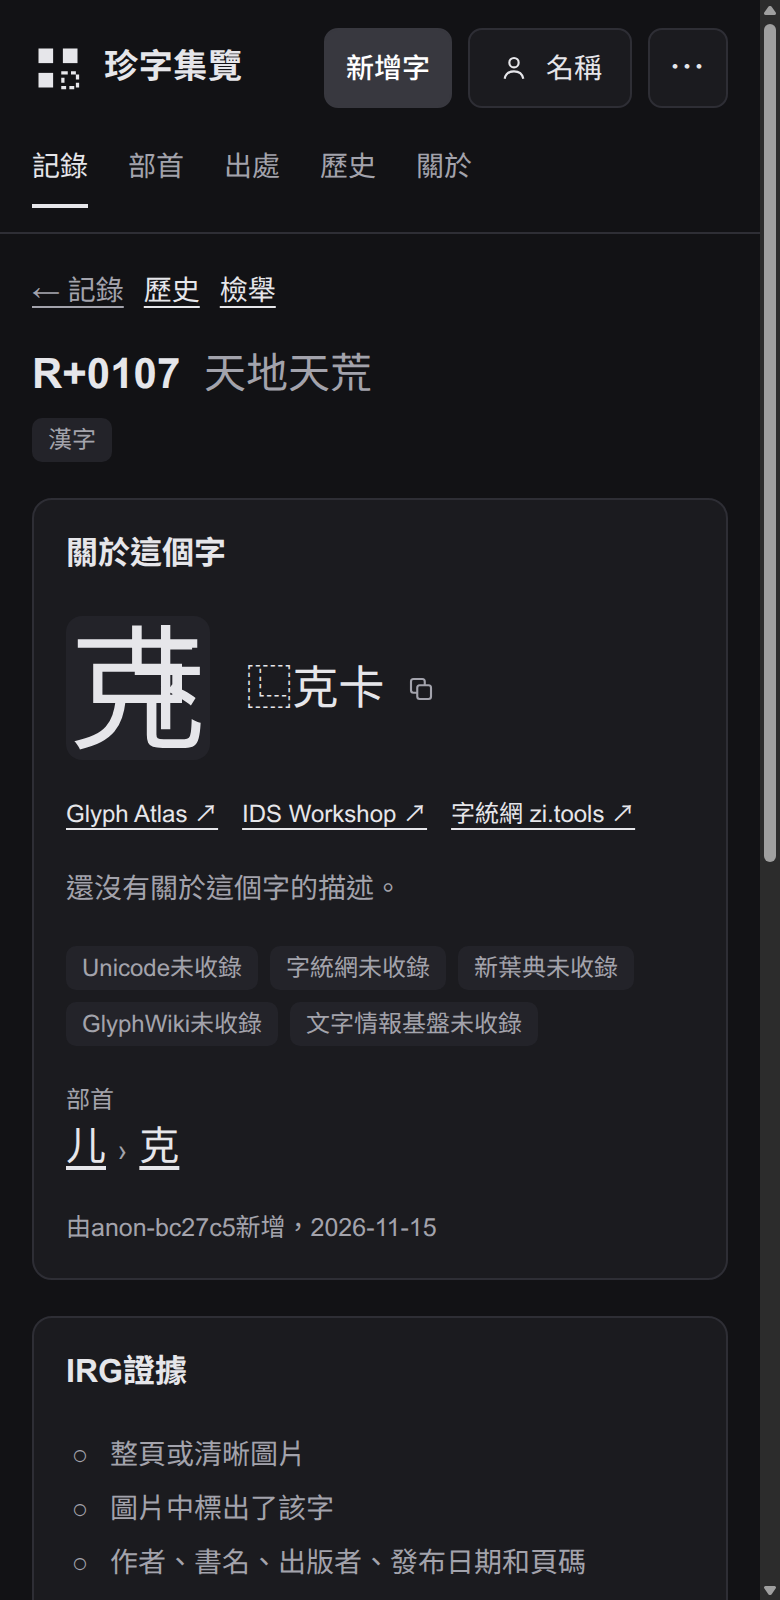 珍字集覽 新增字 名稱 ···
記錄 部首 出處 歷史 關於
← 記錄 歷史 檢舉
R+0107 天地天荒
漢字
關於這個字
⿺克卡
Glyph Atlas ↗ IDS Workshop ↗ 字統網 zi.tools ↗
還沒有關於這個字的描述。
Unicode未收錄 字統網未收錄 新葉典未收錄
GlyphWiki未收錄 文字情報基盤未收錄
部首
儿 › 克
由anon-bc27c5新增，2026-11-15
IRG證據
整頁或清晰圖片
圖片中標出了該字
作者、書名、出版者、發布日期和頁碼